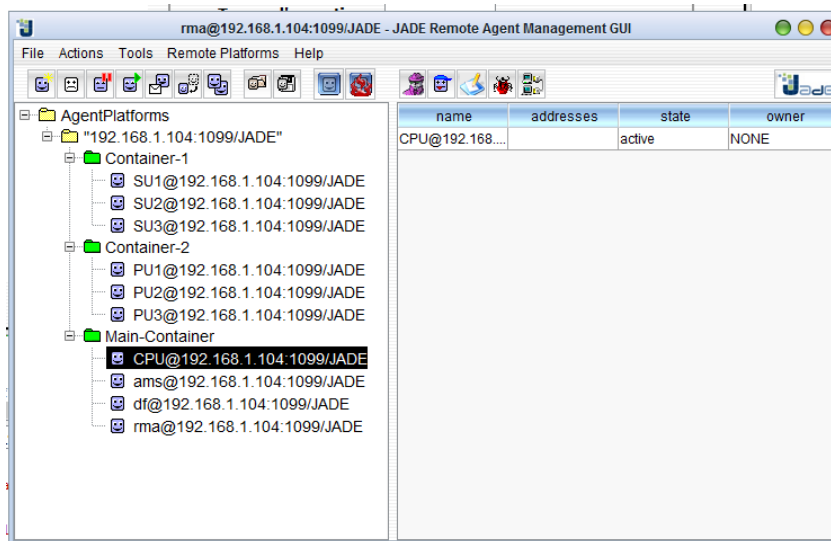 rma@192.168.1.104:1099/JADE - JADE Remote Agent Management GUI
File Actions Tools Remote Platforms Help
Jade
AgentPlatforms
"192.168.1.104:1099/JADE"
Container-1
SU1@192.168.1.104:1099/JADE
SU2@192.168.1.104:1099/JADE
SU3@192.168.1.104:1099/JADE
Container-2
PU1@192.168.1.104:1099/JADE
PU2@192.168.1.104:1099/JADE
PU3@192.168.1.104:1099/JADE
Main-Container
CPU@192.168.1.104:1099/JADE
ams@192.168.1.104:1099/JADE
df@192.168.1.104:1099/JADE
rma@192.168.1.104:1099/JADE
name addresses state owner
CPU@192.168.... active NONE